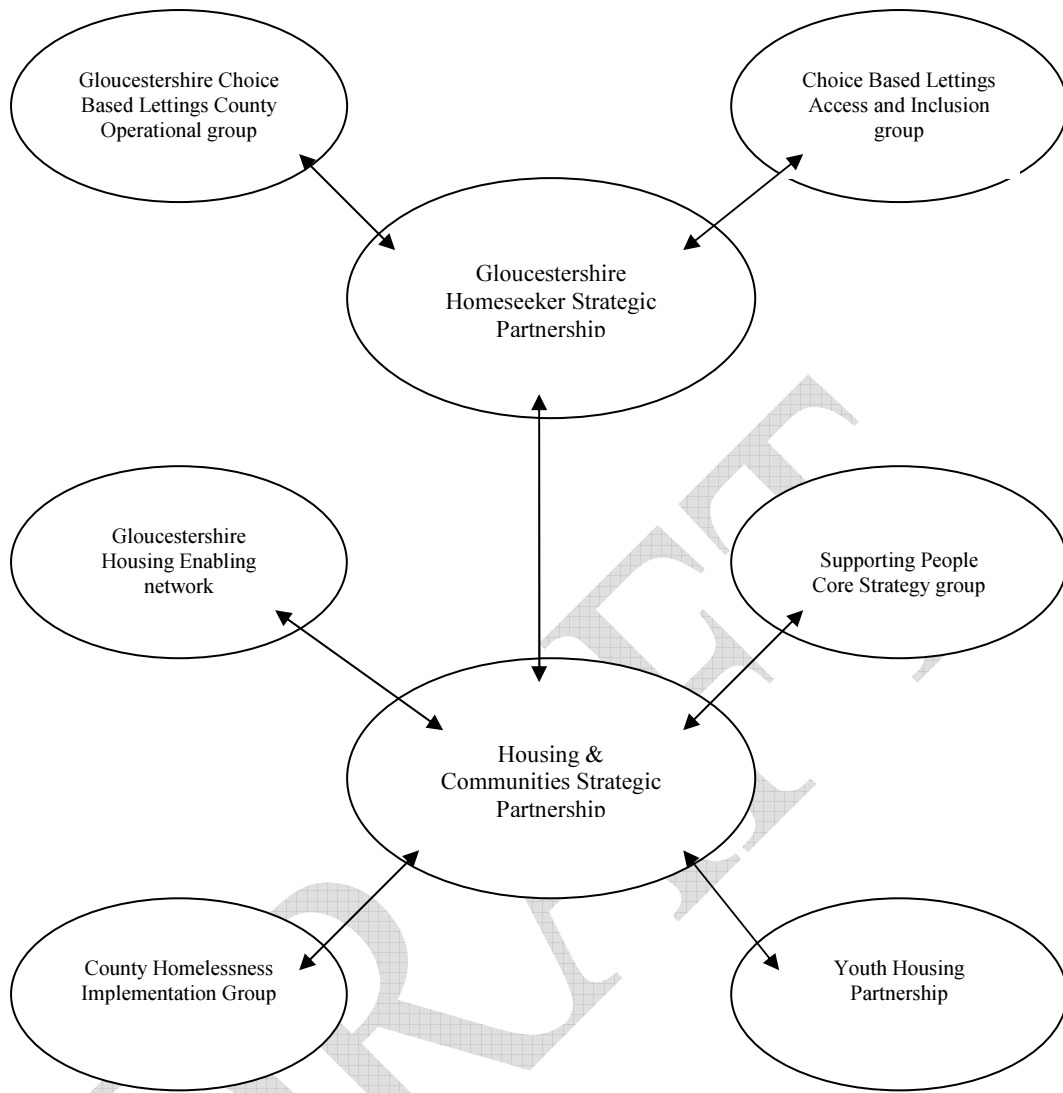 Gloucestershire Choice
Based Lettings County
Operational group
Choice Based Lettings
Access and Inclusion
group
Gloucestershire
Homeseeker Strategic
Partnership
Gloucestershire
Housing Enabling
network
Supporting People
Core Strategy group
Housing &
Communities Strategic
Partnership
County Homelessness
Implementation Group
Youth Housing
Partnership